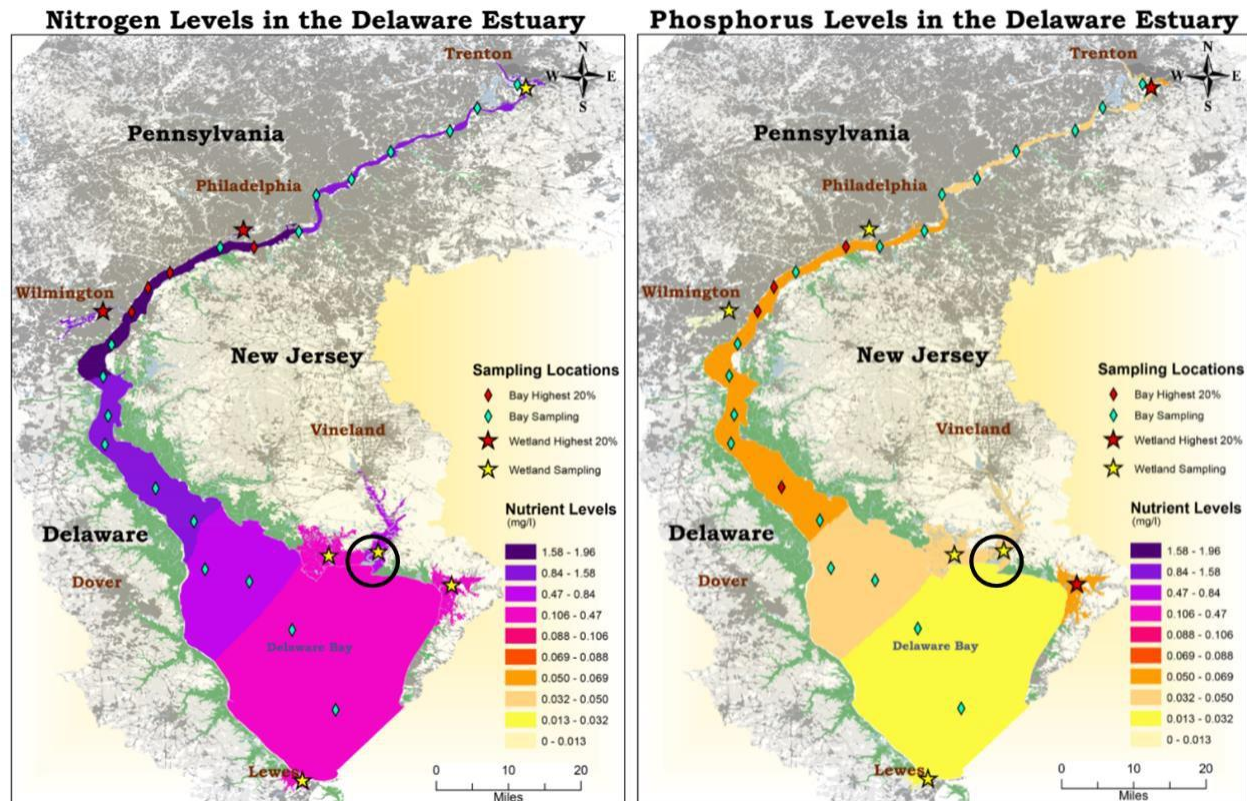 Nitrogen Levels in the Delaware Estuary
Trenton
N
W E
S
Pennsylvania
Philadelphia
Wilmington
New Jersey
Sampling Locations
Bay Highest 20%
Bay Sampling
Wetland Highest 20%
Wetland Sampling
Vineland
Nutrient Levels
(mg/l)
Delaware
1.58 - 1.96
0.84 - 1.58
Dover
0.47 - 0.84
0.106 - 0.47
0.088 - 0.106
Delaware Bay
0.069 - 0.088
0.050 - 0.069
0.032 - 0.050
0.013 - 0.032
0 - 0.013
Lewes
0 10 20
Miles
Phosphorus Levels in the Delaware Estuary
Trenton
N
W E
S
Pennsylvania
Philadelphia
Wilmington
New Jersey
Sampling Locations
Bay Highest 20%
Bay Sampling
Wetland Highest 20%
Wetland Sampling
Vineland
Nutrient Levels
(mg/l)
Delaware
1.58 - 1.96
0.84 - 1.58
Dover
0.47 - 0.84
0.106 - 0.47
0.088 - 0.106
Delaware Bay
0.069 - 0.088
0.050 - 0.069
0.032 - 0.050
0.013 - 0.032
0 - 0.013
Lewes
0 10 20
Miles